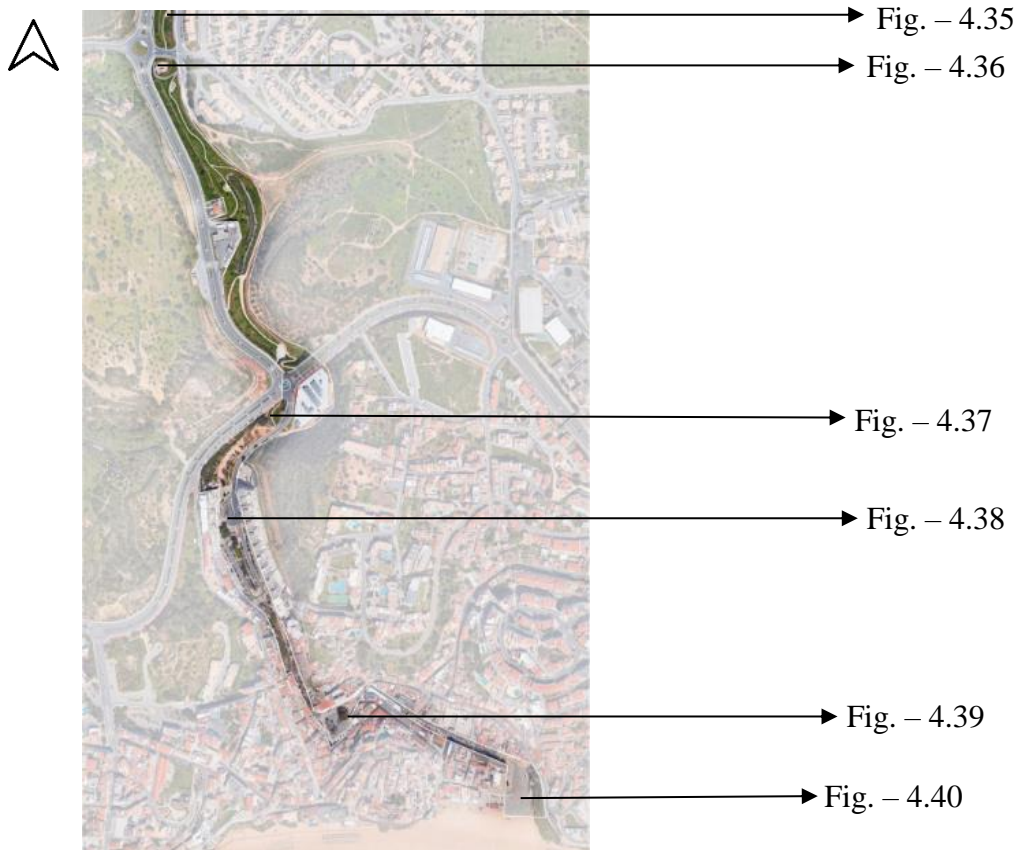 Fig. – 4.35
Fig. – 4.36
Fig. – 4.37
Fig. – 4.38
Fig. – 4.39
Fig. – 4.40